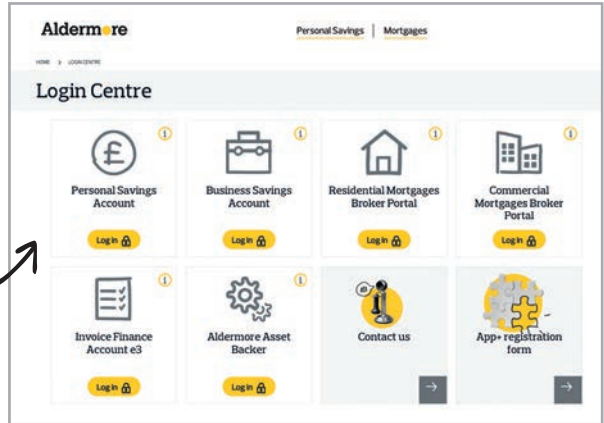 Aldermore
Personal Savings | Mortgages
HOME > LOGIN CENTRE
Login Centre
£
Personal Savings
Account
Log in
Business Savings
Account
Log in
Residential Mortgages
Broker Portal
Log in
Commercial
Mortgages Broker
Portal
Log in
Invoice Finance
Account e3
Log in
Aldermore Asset
Backer
Log in
Contact us
App+ registration
form